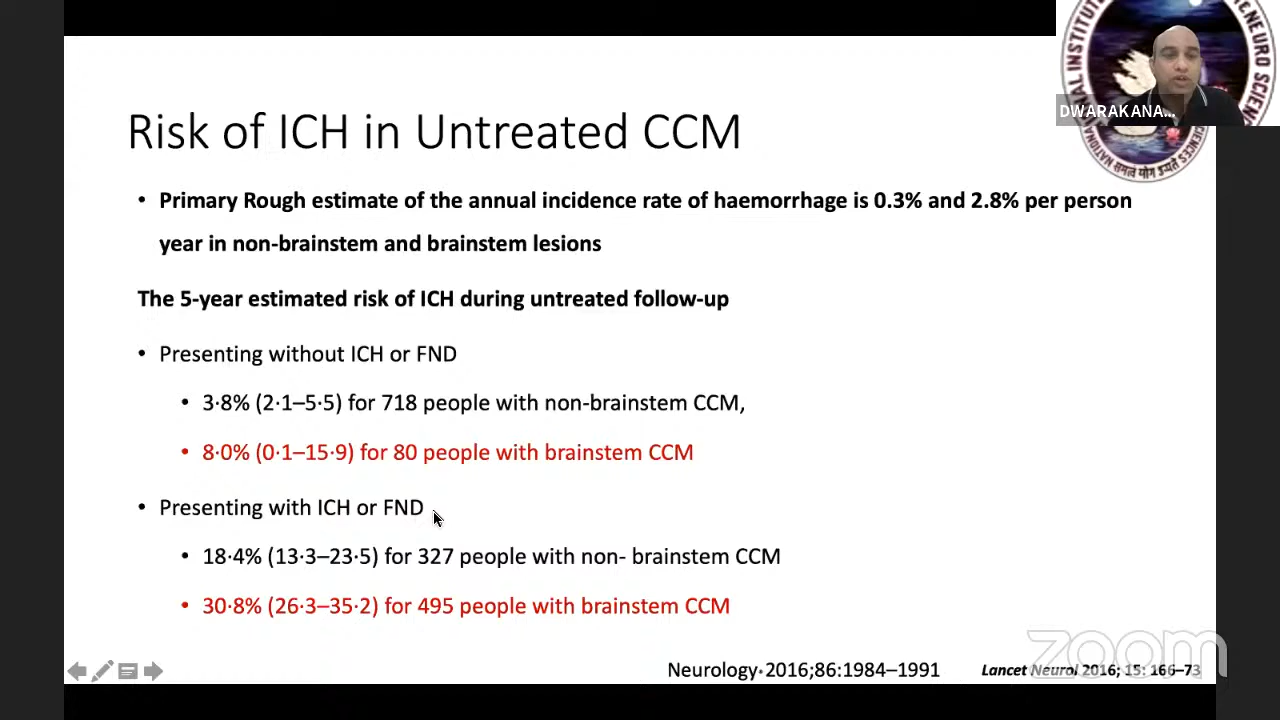 DWARAKANA...
Risk of ICH in Untreated CCM
• Primary Rough estimate of the annual incidence rate of haemorrhage is 0.3% and 2.8% per person
year in non-brainstem and brainstem lesions
The 5-year estimated risk of ICH during untreated follow-up
• Presenting without ICH or FND
• 3·8% (2·1–5·5) for 718 people with non-brainstem CCM,
• 8·0% (0·1–15·9) for 80 people with brainstem CCM
• Presenting with ICH or FND
• 18·4% (13·3–23·5) for 327 people with non- brainstem CCM
• 30·8% (26·3–35·2) for 495 people with brainstem CCM
Neurology·2016;86:1984–1991
Lancet Neurol 2016; 15: 166–73
zoom